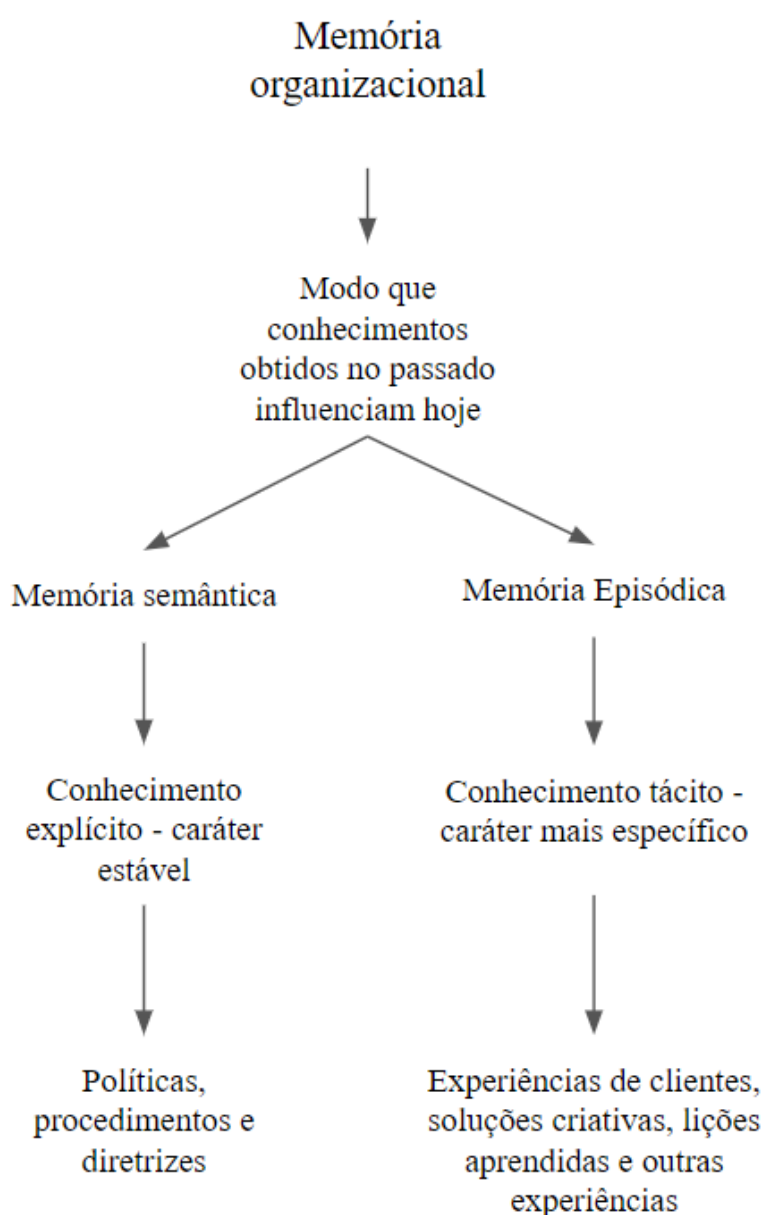 Memória
organizacional
Modo que
conhecimentos
obtidos no passado
influenciam hoje
Memória semântica
Memória Episódica
Conhecimento
explícito - caráter
estável
Conhecimento tácito -
caráter mais específico
Políticas,
procedimentos e
diretrizes
Experiências de clientes,
soluções criativas, lições
aprendidas e outras
experiências